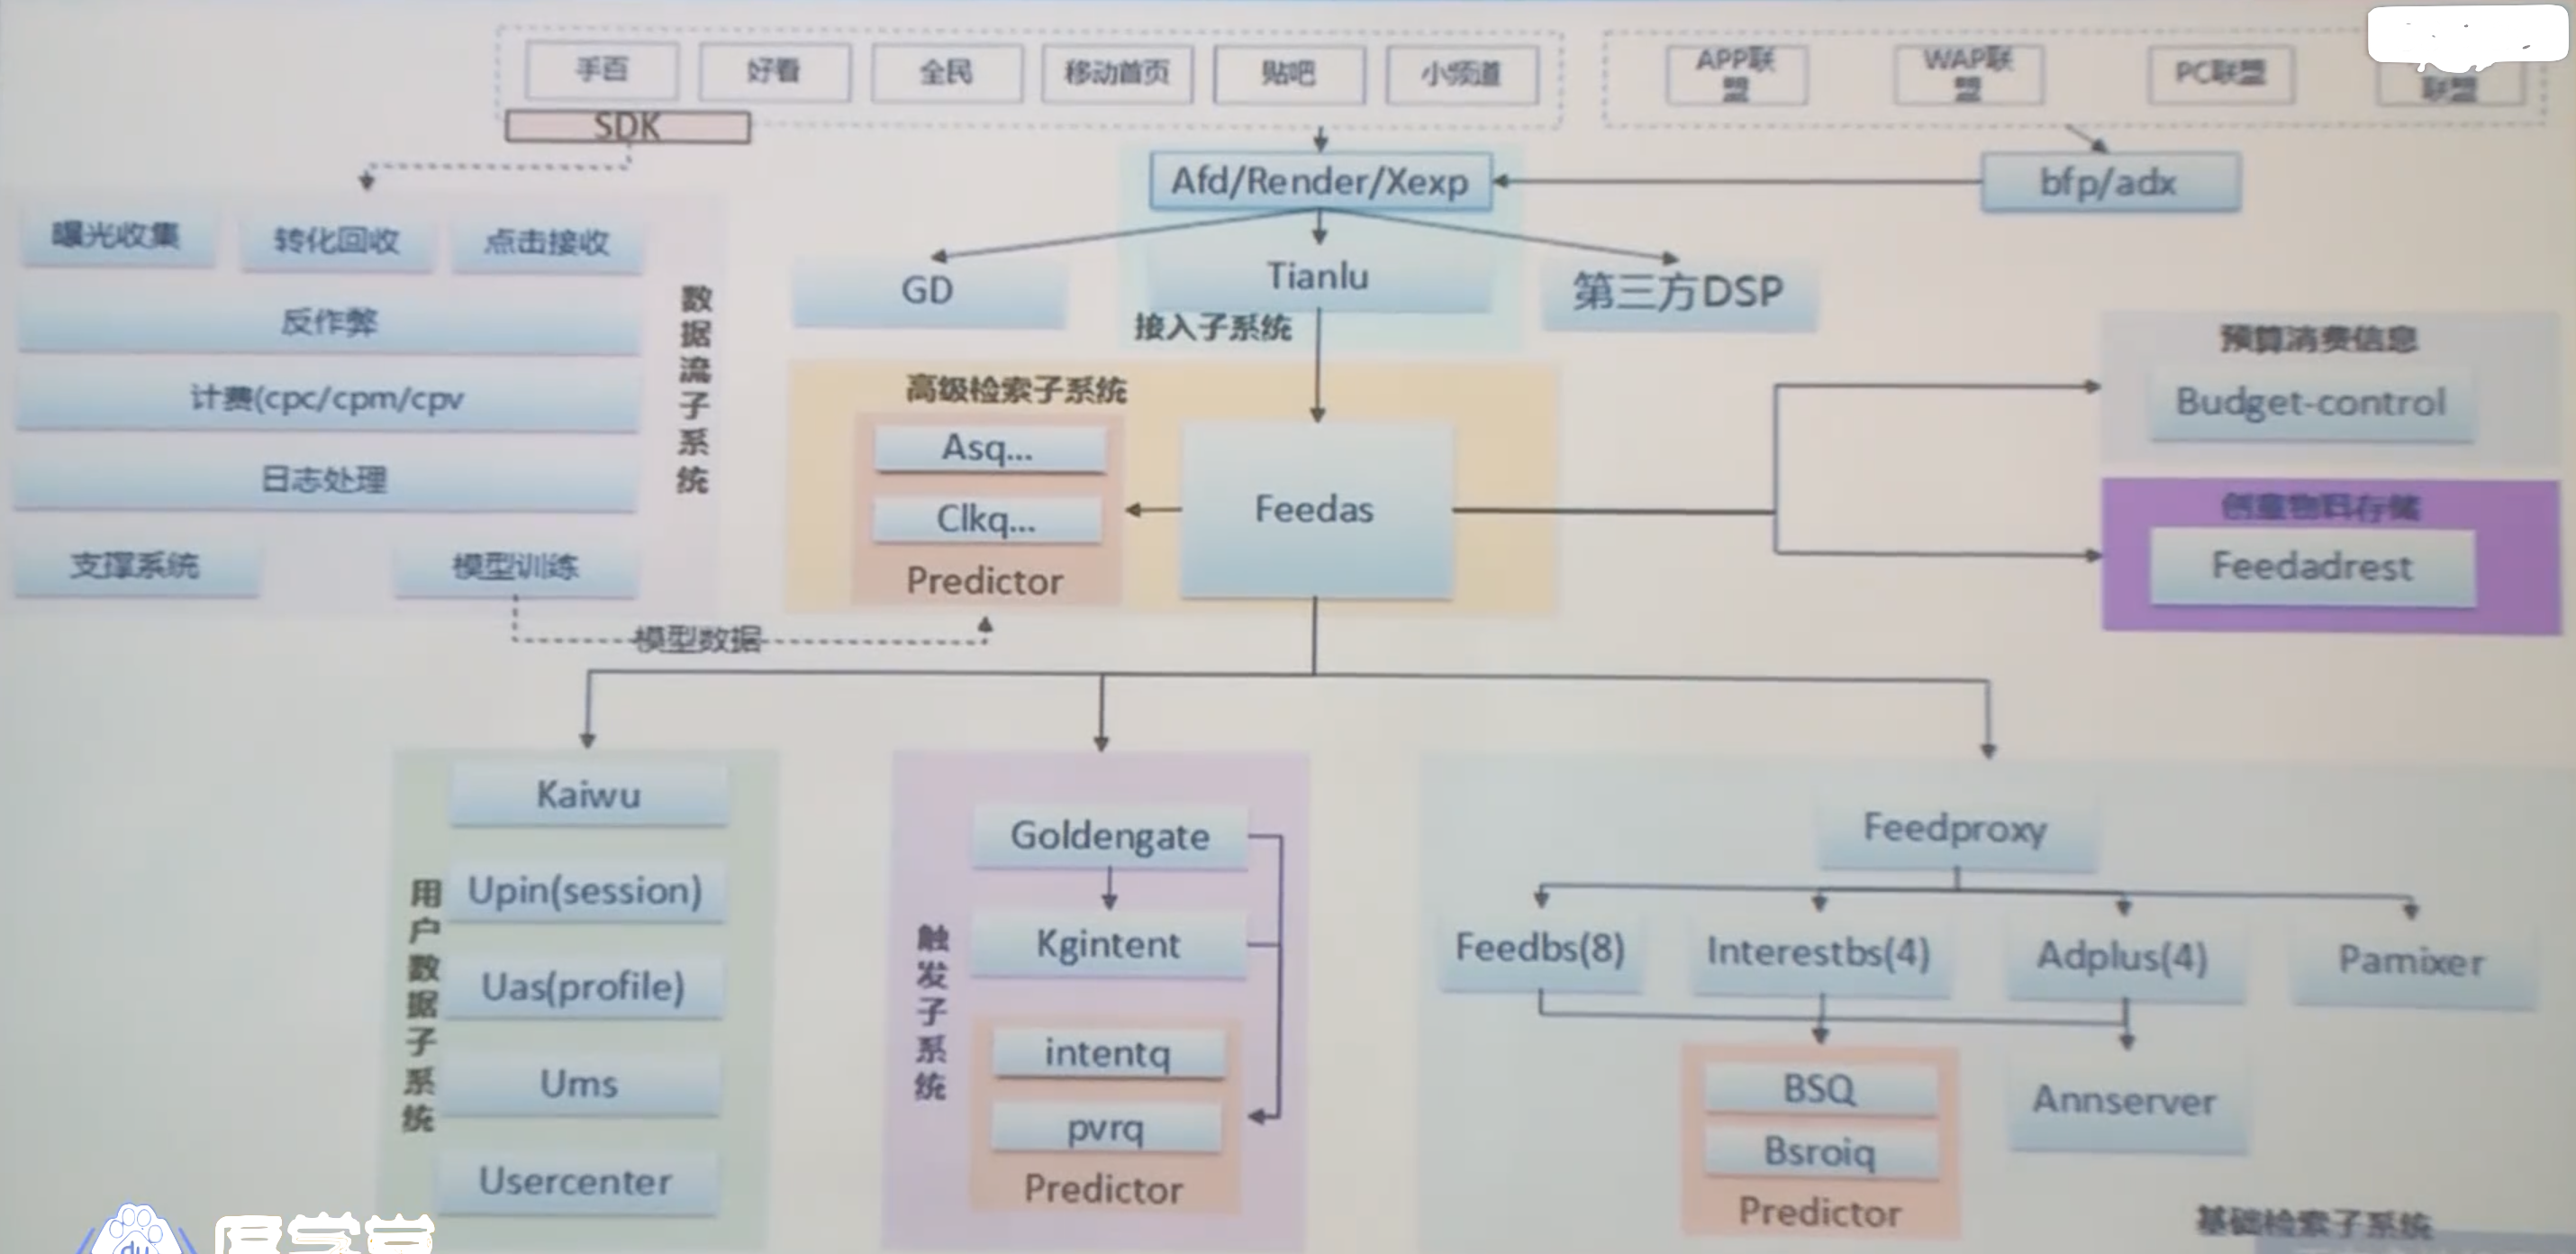 手百
好看
全民
移动首页
贴吧
小频道
APP联
盟
WAP联
盟
PC联盟
联盟
SDK
Afd/Render/Xexp
bfp/adx
曝光收集
转化回收
点击接收
GD
Tianlu
第三方DSP
接入子系统
反作弊
计费(cpc/cpm/cpv
日志处理
支撑系统
模型训练
数据流子系统
模型数据
高级检索子系统
Asq...
Clkq...
Predictor
Feedas
预算消费信息
Budget-control
创意物料存储
Feedadrest
用户数据子系统
Kaiwu
Upin(session)
Uas(profile)
Ums
Usercenter
触发子系统
Goldengate
Kgintent
intentq
pvrq
Predictor
Feedproxy
Feedbs(8)
Interestbs(4)
Adplus(4)
Pamixer
BSQ
Bsroiq
Predictor
Annserver
基础检索子系统
du